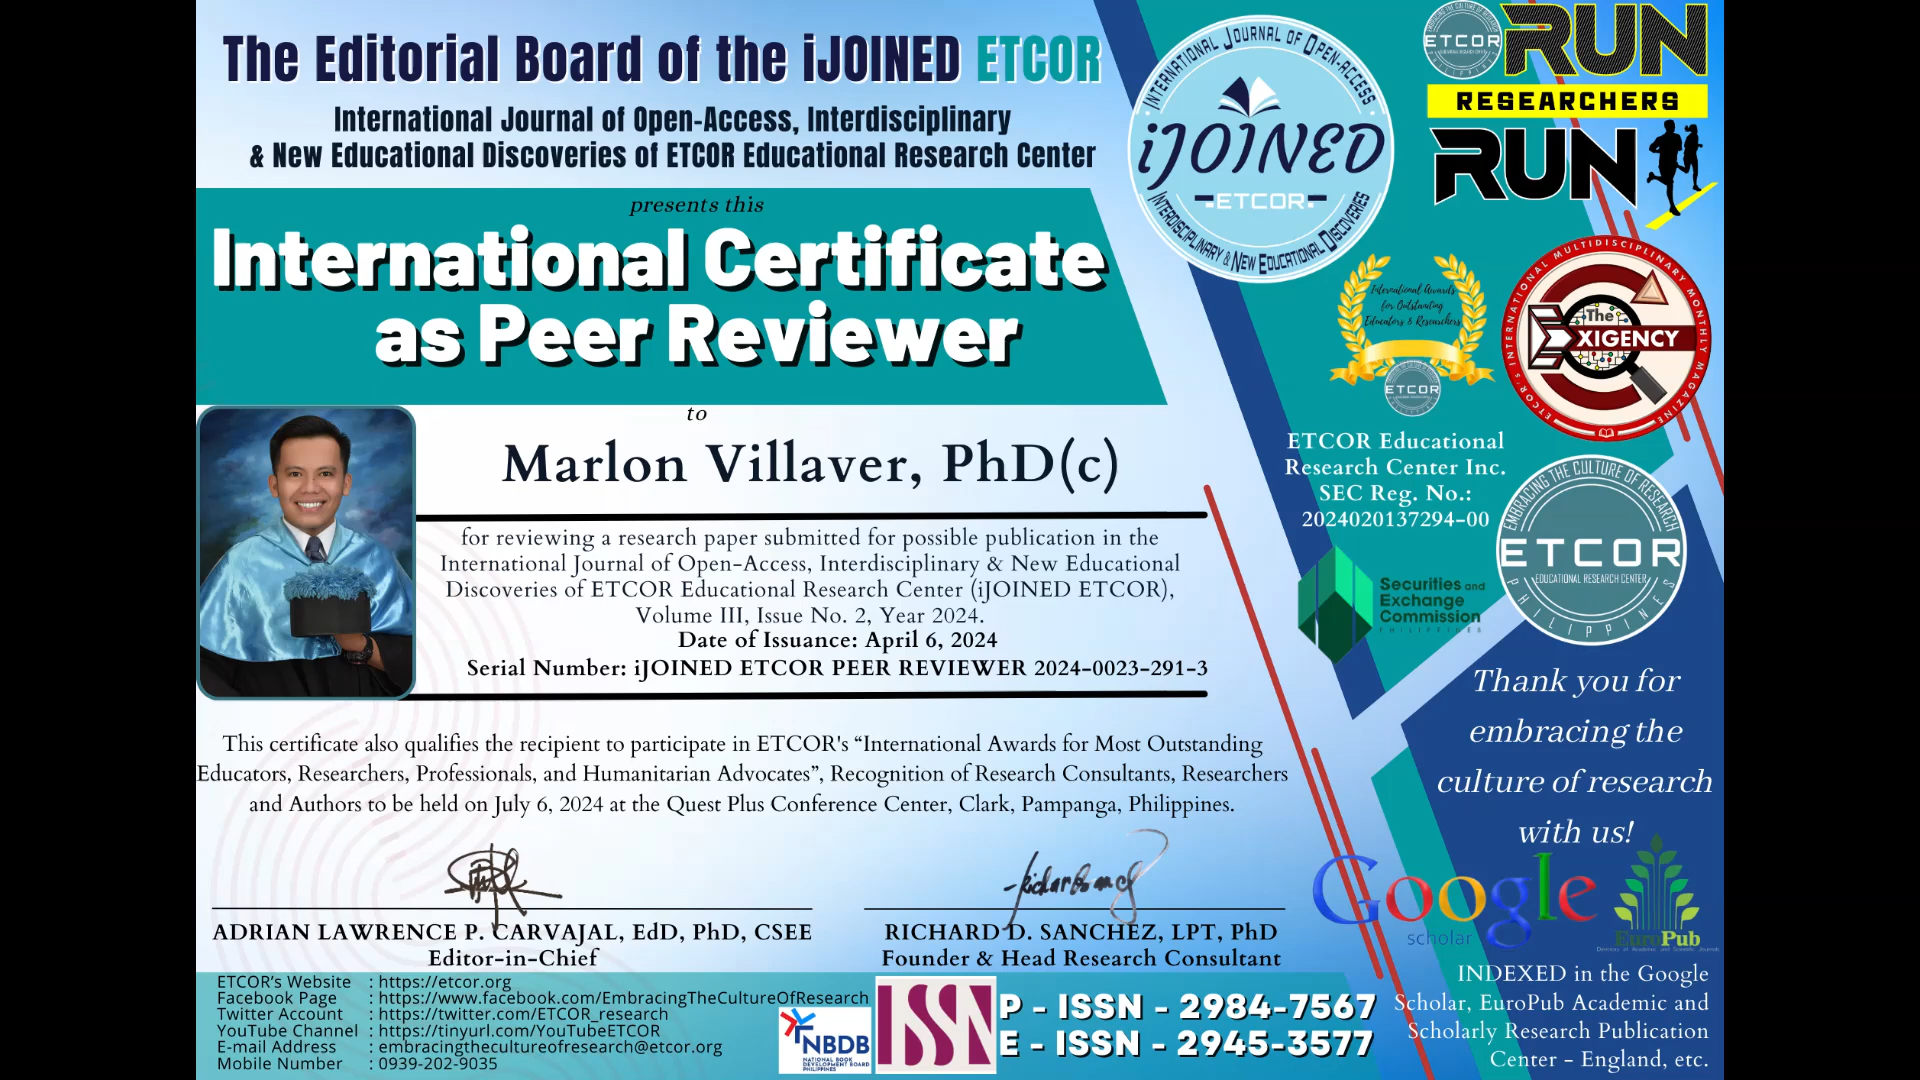 The Editorial Board of the iJOINED ETCOR
International Journal of Open-Access, Interdisciplinary
& New Educational Discoveries of ETCOR Educational Research Center
presents this
International Certificate
as Peer Reviewer
to
Marlon Villaver, PhD(c)
for reviewing a research paper submitted for possible publication in the
International Journal of Open-Access, Interdisciplinary & New Educational
Discoveries of ETCOR Educational Research Center (iJOINED ETCOR),
Volume III, Issue No. 2, Year 2024.
Date of Issuance: April 6, 2024
Serial Number: iJOINED ETCOR PEER REVIEWER 2024-0023-291-3
This certificate also qualifies the recipient to participate in ETCOR's “International Awards for Most Outstanding
Educators, Researchers, Professionals, and Humanitarian Advocates”, Recognition of Research Consultants, Researchers
and Authors to be held on July 6, 2024 at the Quest Plus Conference Center, Clark, Pampanga, Philippines.
ADRIAN LAWRENCE P. CARVAJAL, EdD, PhD, CSEE
Editor-in-Chief
RICHARD D. SANCHEZ, LPT, PhD
Founder & Head Research Consultant
ETCOR's Website : https://etcor.org
Facebook Page : https://www.facebook.com/EmbracingTheCultureOfResearch
Twitter Account : https://twitter.com/ETCOR_research
YouTube Channel : https://tinyurl.com/YouTubeETCOR
E-mail Address : embracingthecultureofresearch@etcor.org
Mobile Number : 0939-202-9035
NBDB
NATIONAL BOOK
DEVELOPMENT BOARD
PHILIPPINES
ISSN
P - ISSN - 2984-7567
E - ISSN - 2945-3577
INTERNATIONAL JOURNAL OF OPEN-ACCESS
iJOINED
ETCOR
INTERDISCIPLINARY & NEW EDUCATIONAL DISCOVERIES
ETCOR
RUN
RESEARCHERS
RUN
International Awards
for Outstanding
Educators & Researchers
ETCOR
ETCOR's INTERNATIONAL MULTIDISCIPLINARY MONTHLY MAGAZINE
The
EXIGENCY
ETCOR Educational
Research Center Inc.
SEC Reg. No.:
2024020137294-00
Securities and
Exchange
Commission
PHILIPPINES
EMBRACING THE CULTURE OF RESEARCH
ETCOR
EDUCATIONAL RESEARCH CENTER
PHILIPPINES
Thank you for
embracing the
culture of research
with us!
Google
scholar
EuroPub
INDEXED in the Google
Scholar, EuroPub Academic and
Scholarly Research Publication
Center - England, etc.